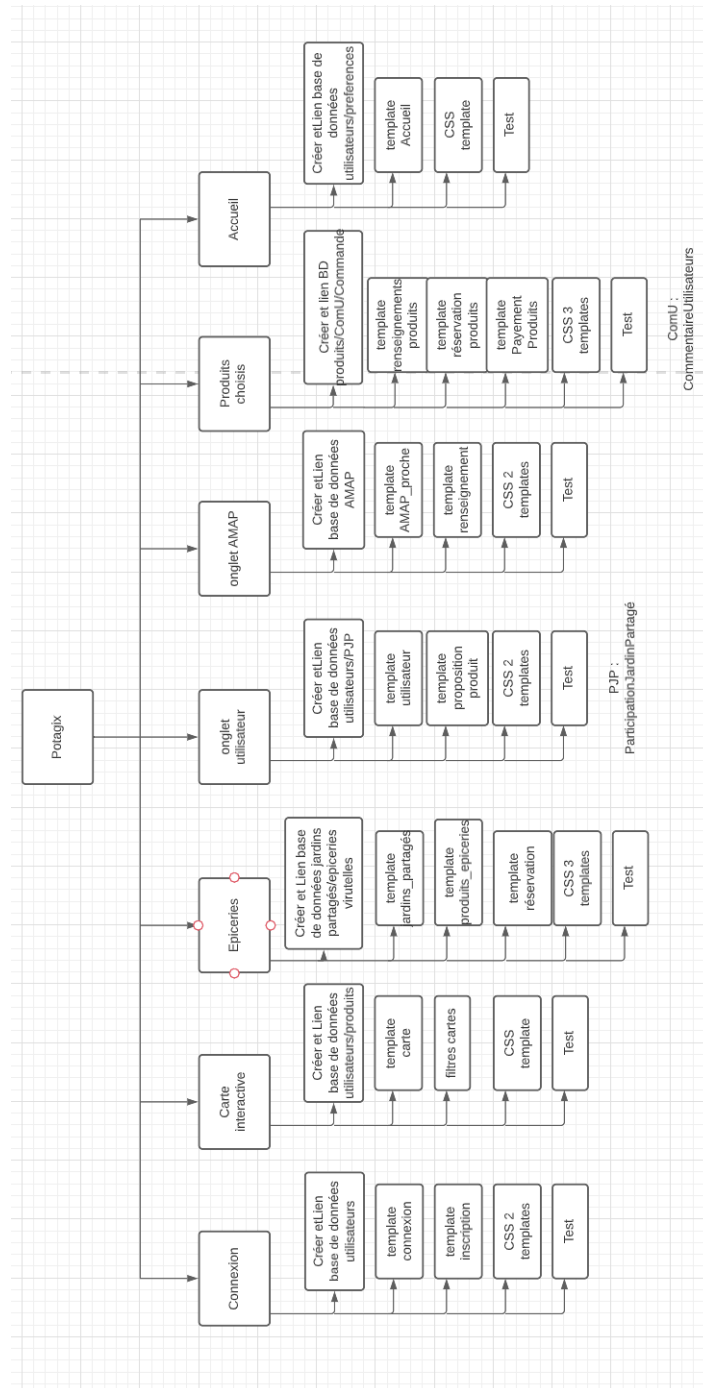 Potagix
Connexion
Carte
interactive
Epiceries
onglet
utilisateur
onglet AMAP
Produits
choisis
Accueil
Créer etLien
base de données
utilisateurs
template
connexion
template
inscription
CSS 2
templates
Test
Créer et Lien
base de données
utilisateurs/produits
template
carte
filtres cartes
CSS
template
Test
Créer et Lien base
de données jardins
partagés/epiceries
virutelles
template
jardins_partagés
template
produits_epiceries
template
réservation
CSS 3
templates
Test
Créer etLien
base de données
utilisateurs/PJP
template
utilisateur
template
proposition
produit
CSS 2
templates
Test
PJP :
ParticipationJardinPartagé
Créer etLien
base de données
AMAP
template
AMAP_proche
template
renseignement
CSS 2
templates
Test
Créer et lien BD
produits/ComU/Commande
template
renseignements
produits
template
réservation
produits
template
Payement
Produits
CSS 3
templates
Test
ComU :
CommentaireUtilisateurs
Créer etLien base de
données
utilisateurs/preferences
template
Accueil
CSS
template
Test